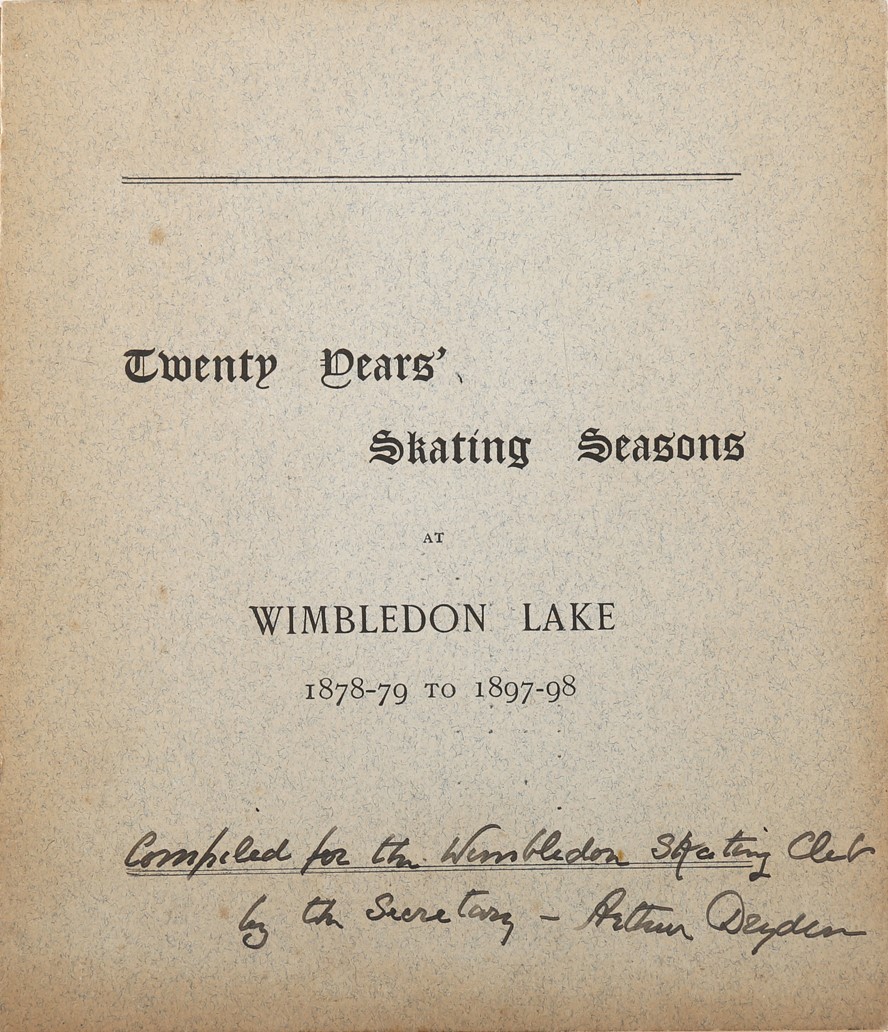 Twenty Years'
Skating Seasons
AT
WIMBLEDON LAKE
1878-79 TO 1897-98
Compiled for the Wimbledon Skating Club
by the Secretary - Arthur Dryden